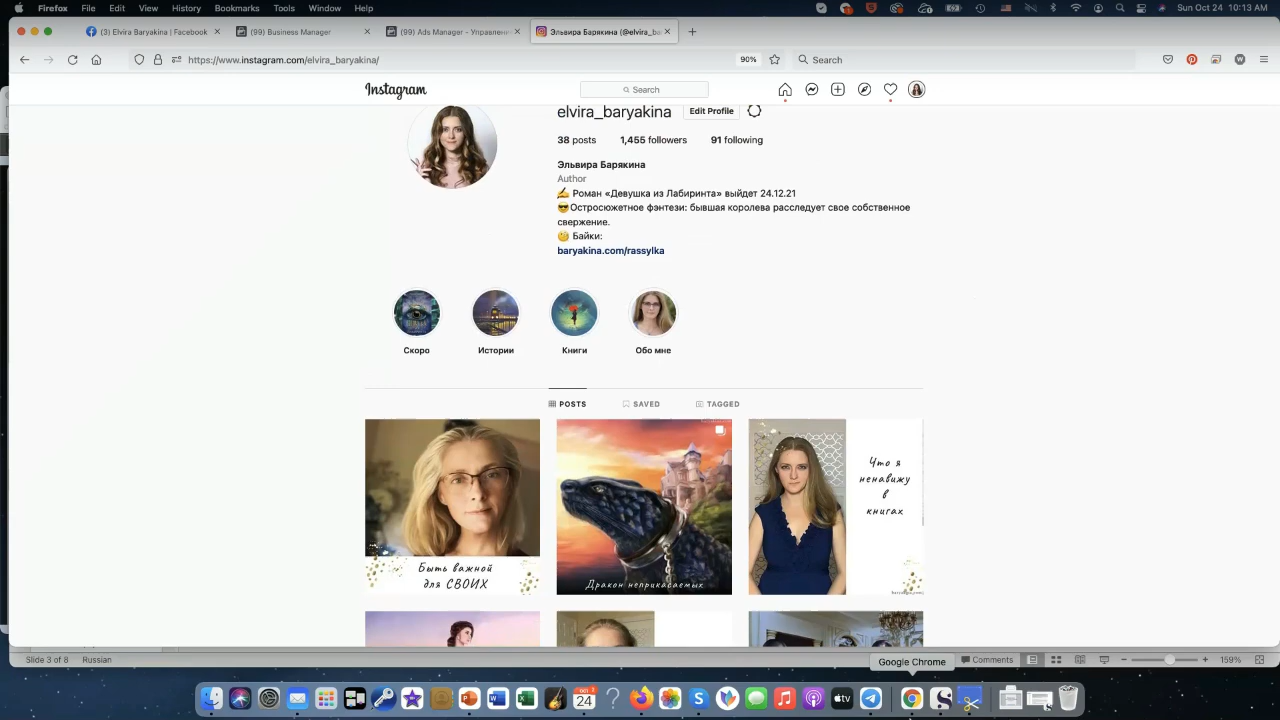 Firefox File Edit View History Bookmarks Tools Window Help
Sun Oct 24 10:13 AM
(3) Elvira Baryakina | Facebook
(99) Business Manager
(99) Ads Manager - Управлени
Эльвира Барякина (@elvira_ba
https://www.instagram.com/elvira_baryakina/
90%
Search
Instagram
Search
elvira_baryakina
Edit Profile
38 posts 1,455 followers 91 following
Эльвира Барякина
Author
✍️ Роман «Девушка из Лабиринта» выйдет 24.12.21
😎Остросюжетное фэнтези: бывшая королева расследует свое собственное
свержение.
🧐 Байки:
baryakina.com/rassylka
Скоро
Истории
Книги
Обо мне
POSTS SAVED TAGGED
Быть важной
для СВОИХ
Дракон неприкасаемых
Что я
ненавижу
в
книгах
Google Chrome
Slide 3 of 8 Russian
Comments
159%
OCT
24